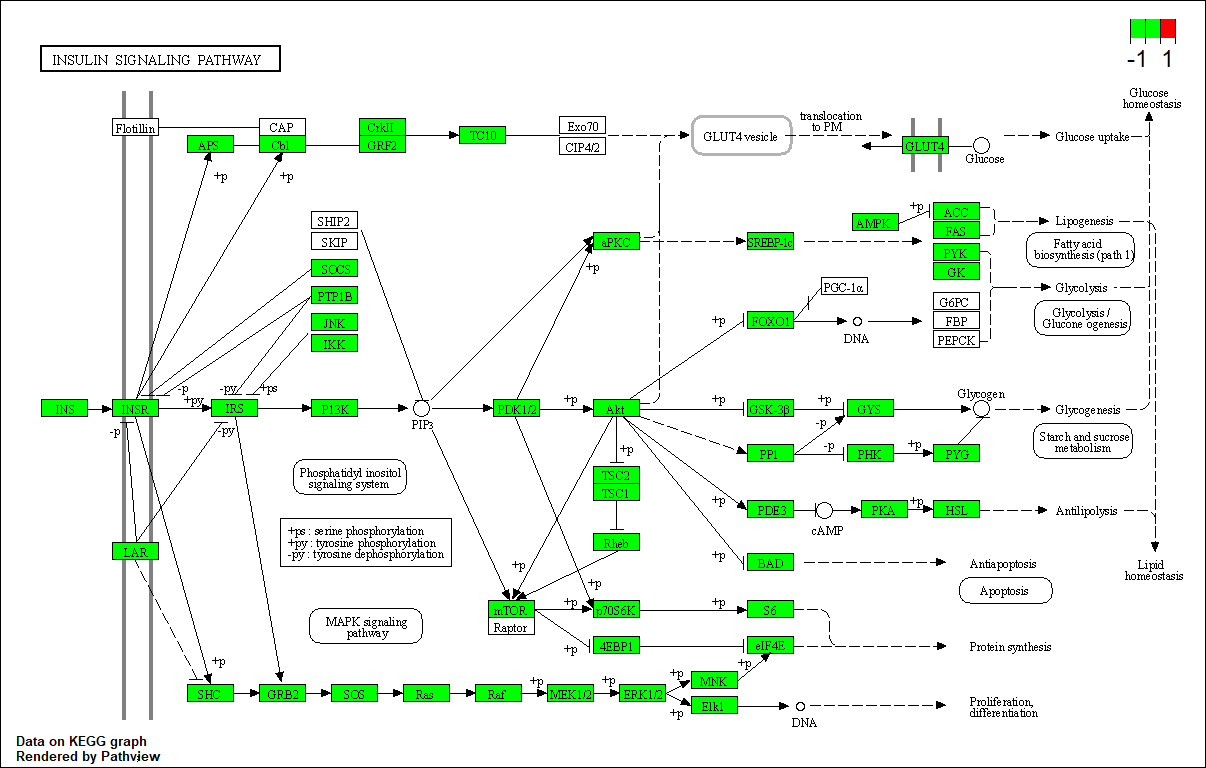 INSULIN SIGNALING PATHWAY
-1 1
Glucose
homeostasis
Flotillin
CAP
CrkII
Exo70
translocation
to PM
APS
Cbl
GRF2
TC10
CIP4/2
GLUT4 vesicle
GLUT4
Glucose
Glucose uptake
+p
+p
SHIP2
SKIP
SOCS
PTP1B
JNK
IKK
aPKC
+p
SREBP-1c
AMPK
+p
ACC
FAS
PYK
GK
Lipogenesis
Fatty acid
biosynthesis (path 1)
PGC-1α
G6PC
FBP
PEPCK
Glycolysis
Glycolysis /
Glucone ogenesis
+p
FOXO1
DNA
-p
+py
-py
+ps
INS
INSR
IRS
P13K
PIP3
PDK1/2
+p
Akt
+p
GSK-3β
+p
GYS
Glycogen
Glycogenesis
-p
-py
+p
-p
-p
PP1
PHK
+p
PYG
Starch and sucrose
metabolism
Phosphatidyl inositol
signaling system
TSC2
TSC1
+p
PDE3
cAMP
PKA
+p
HSL
Antilipolysis
+ps : serine phosphorylation
+py : tyrosine phosphorylation
-py : tyrosine dephosphorylation
LAR
Rheb
+p
BAD
Antiapoptosis
Lipid
homeostasis
+p
+p
Apoptosis
mTOR
Raptor
+p
p70S6K
+p
S6
MAPK signaling
pathway
+p
4EBP1
eIF4E
Protein synthesis
+p
+p
SHC
GRB2
SOS
Ras
Raf
+p
MEK1/2
+p
ERK1/2
+p
MNK
+p
Elk1
DNA
Proliferation,
differentiation
Data on KEGG graph
Rendered by Pathview